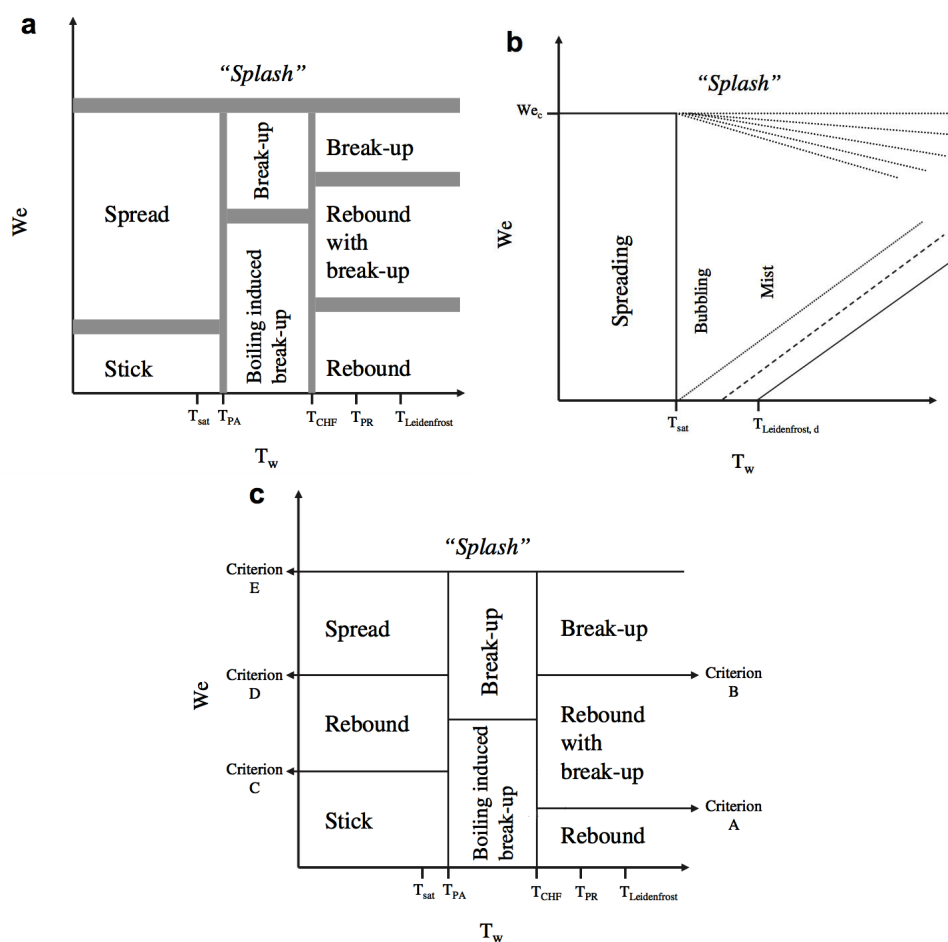 a
"Splash"
We
Spread
Break-up
Break-up
Rebound
with
break-up
Boiling induced
break-up
Stick
Rebound
T_sat
T_PA
T_CHF
T_PR
T_Leidenfrost
T_w
b
"Splash"
We_c
We
Spreading
Bubbling
Mist
T_sat
T_Leidenfrost, d
T_w
c
"Splash"
Criterion
E
Spread
Break-up
Break-up
Criterion
D
Criterion
B
We
Rebound
Rebound
with
break-up
Criterion
C
Boiling induced
break-up
Criterion
A
Stick
Rebound
T_sat
T_PA
T_CHF
T_PR
T_Leidenfrost
T_w